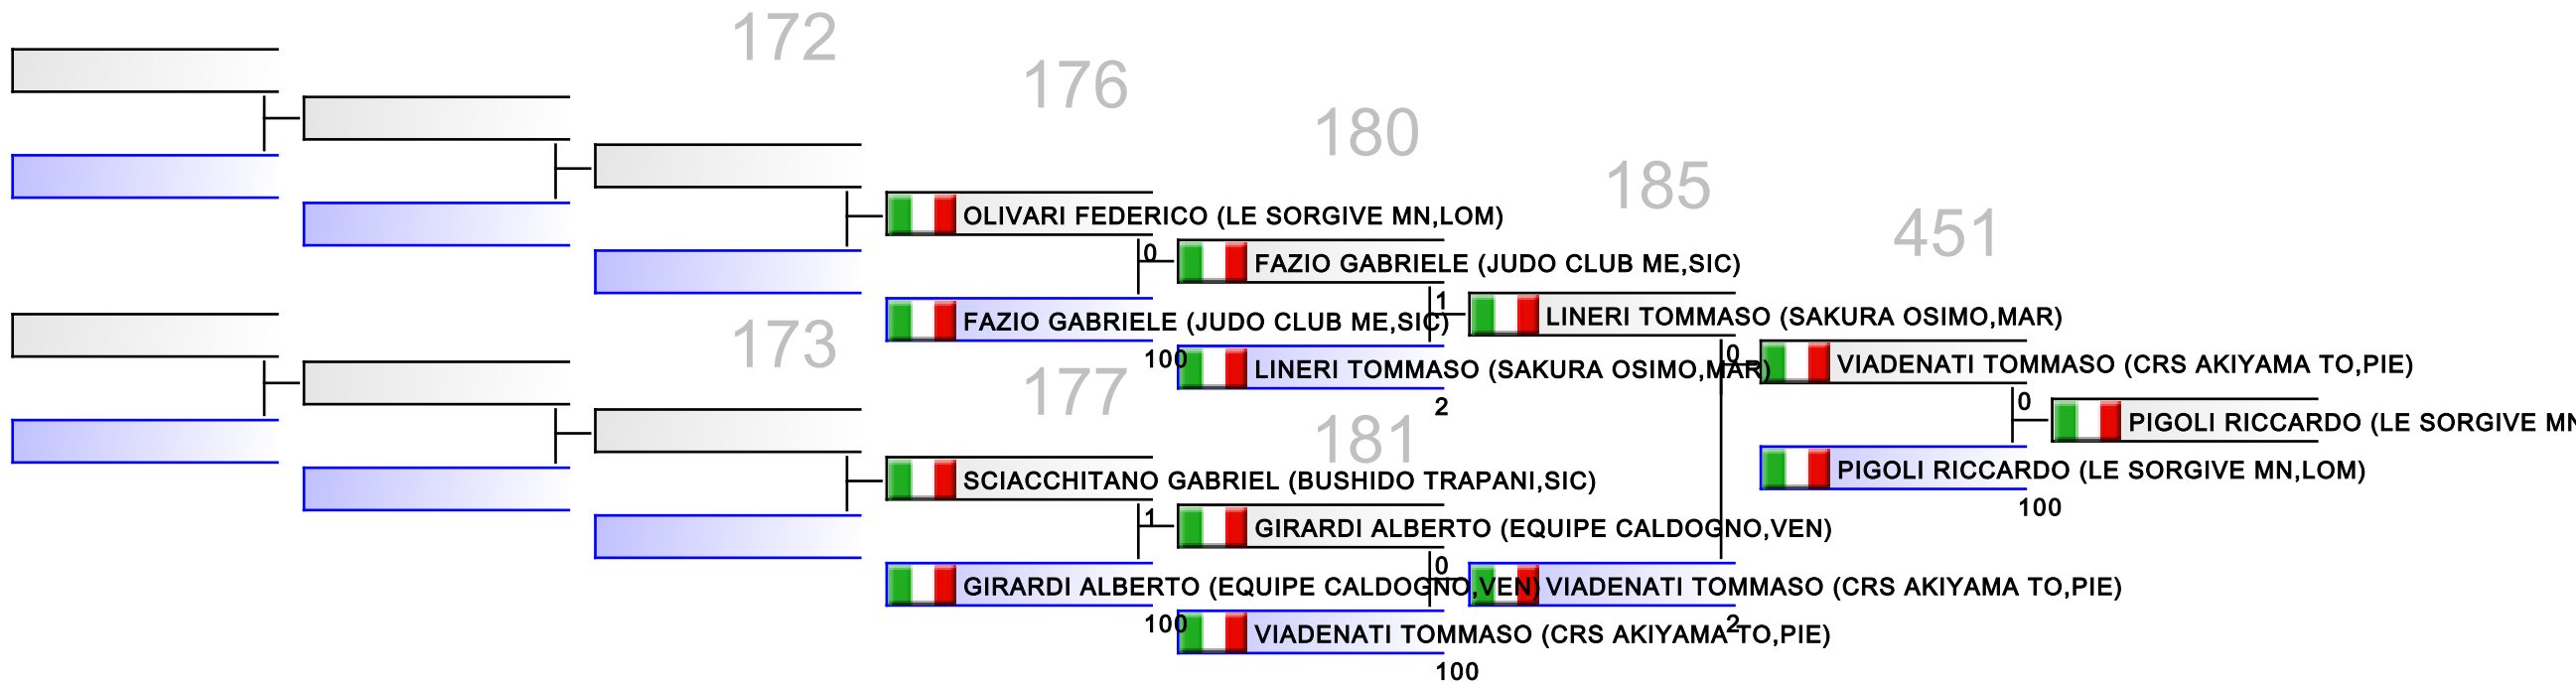 172
176
180
185
451
OLIVARI FEDERICO (LE SORGIVE MN,LOM)
0
FAZIO GABRIELE (JUDO CLUB ME,SIC)
FAZIO GABRIELE (JUDO CLUB ME,SIC)
100
1
LINERI TOMMASO (SAKURA OSIMO,MAR)
LINERI TOMMASO (SAKURA OSIMO,MAR)
2
0
VIADENATI TOMMASO (CRS AKIYAMA TO,PIE)
0
PIGOLI RICCARDO (LE SORGIVE MN
PIGOLI RICCARDO (LE SORGIVE MN,LOM)
100
173
177
181
SCIACCHITANO GABRIEL (BUSHIDO TRAPANI,SIC)
1
GIRARDI ALBERTO (EQUIPE CALDOGNO,VEN)
GIRARDI ALBERTO (EQUIPE CALDOGNO,VEN)
100
0
VIADENATI TOMMASO (CRS AKIYAMA TO,PIE)
2
VIADENATI TOMMASO (CRS AKIYAMA TO,PIE)
100